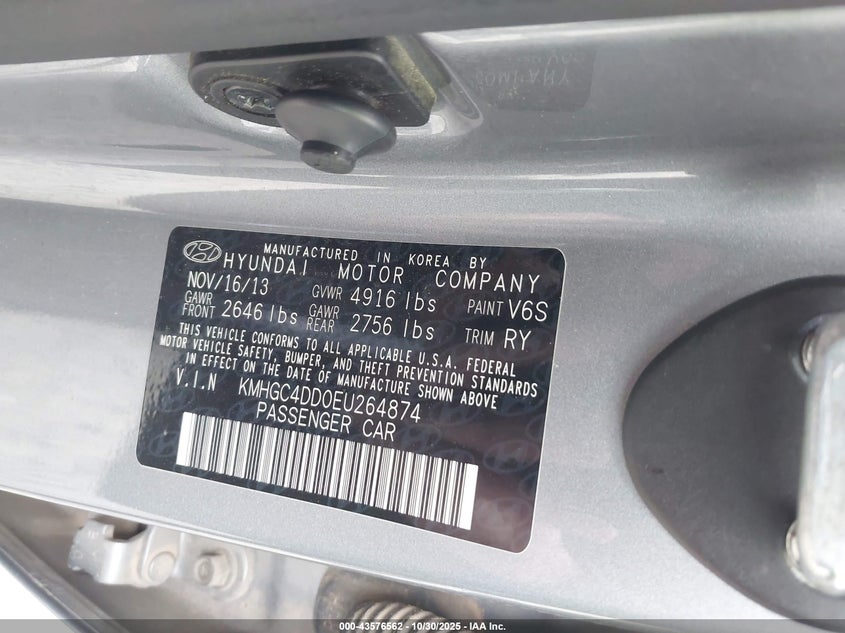 MANUFACTURED IN KOREA BY
HYUNDAI MOTOR COMPANY
NOV/16/13 GVWR 4916 lbs PAINT V6S
GAWR FRONT 2646 lbs GAWR REAR 2756 lbs TRIM RY
THIS VEHICLE CONFORMS TO ALL APPLICABLE U.S.A. FEDERAL
MOTOR VEHICLE SAFETY, BUMPER, AND THEFT PREVENTION STANDARDS
IN EFFECT ON THE DATE OF MANUFACTURE SHOWN ABOVE
V.I.N KMHGC4DD0EU264874
PASSENGER CAR
000-43576562 - 10/30/2025 - IAA Inc.